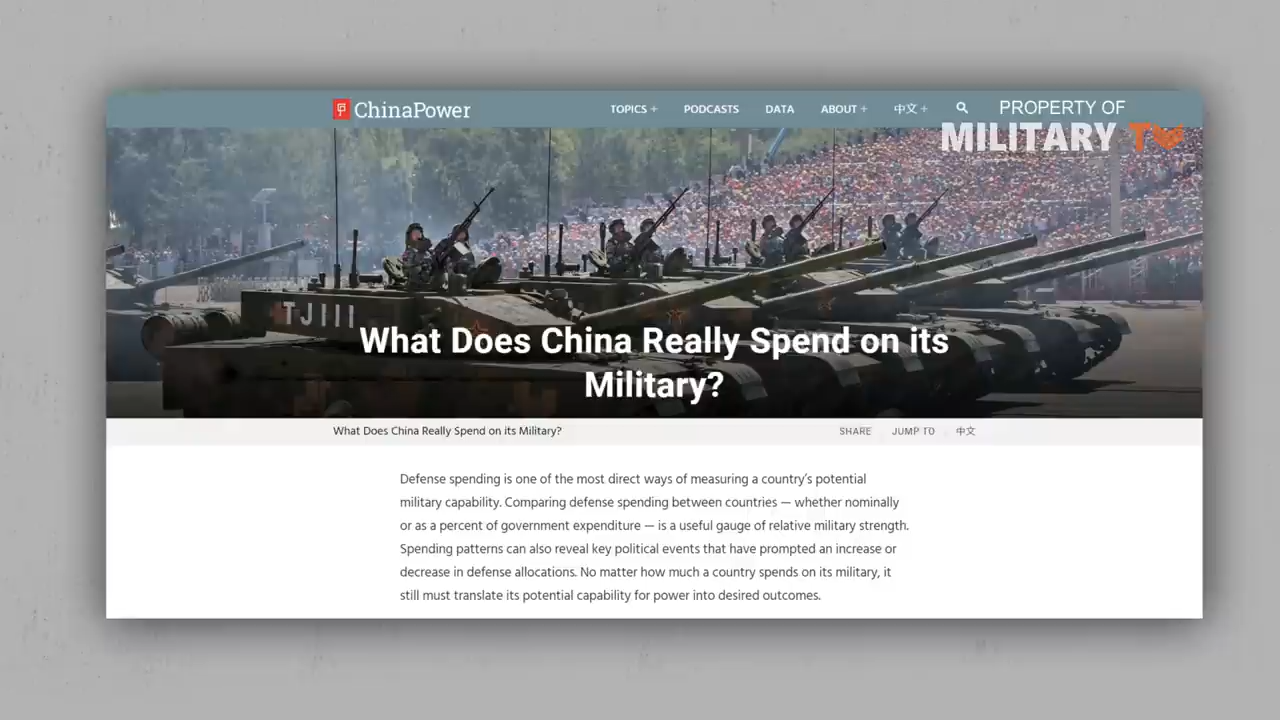 ChinaPower
TOPICS +
PODCASTS
DATA
ABOUT +
中文 +
PROPERTY OF
MILITARY TV
TJIII
What Does China Really Spend on its
Military?
What Does China Really Spend on its Military?
SHARE
JUMP TO
中文
Defense spending is one of the most direct ways of measuring a country’s potential
military capability. Comparing defense spending between countries — whether nominally
or as a percent of government expenditure — is a useful gauge of relative military strength.
Spending patterns can also reveal key political events that have prompted an increase or
decrease in defense allocations. No matter how much a country spends on its military, it
still must translate its potential capability for power into desired outcomes.